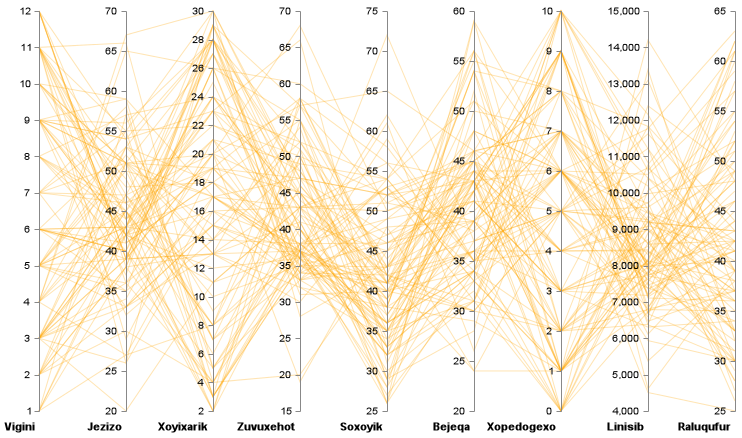 12 70 30 70 75 60 10 15,000 65
11 65 28 65 70 55 9 14,000 60
10 60 26 60 65 50 8 13,000 55
9 55 24 55 60 45 7 12,000 50
8 50 22 50 55 40 6 11,000 45
7 45 20 45 50 35 5 10,000 40
6 40 18 40 45 30 4 9,000 35
5 35 16 35 40 25 3 8,000 30
4 30 14 30 35 20 2 7,000 25
3 25 12 25 30 1 6,000
2 20 10 20 25 0 5,000
1 8 15 4,000
6
4
2
Vigini Jezizo Xoyixarik Zuvuxehot Soxoyik Bejeqa Xopedogexo Linisib Raluqufur